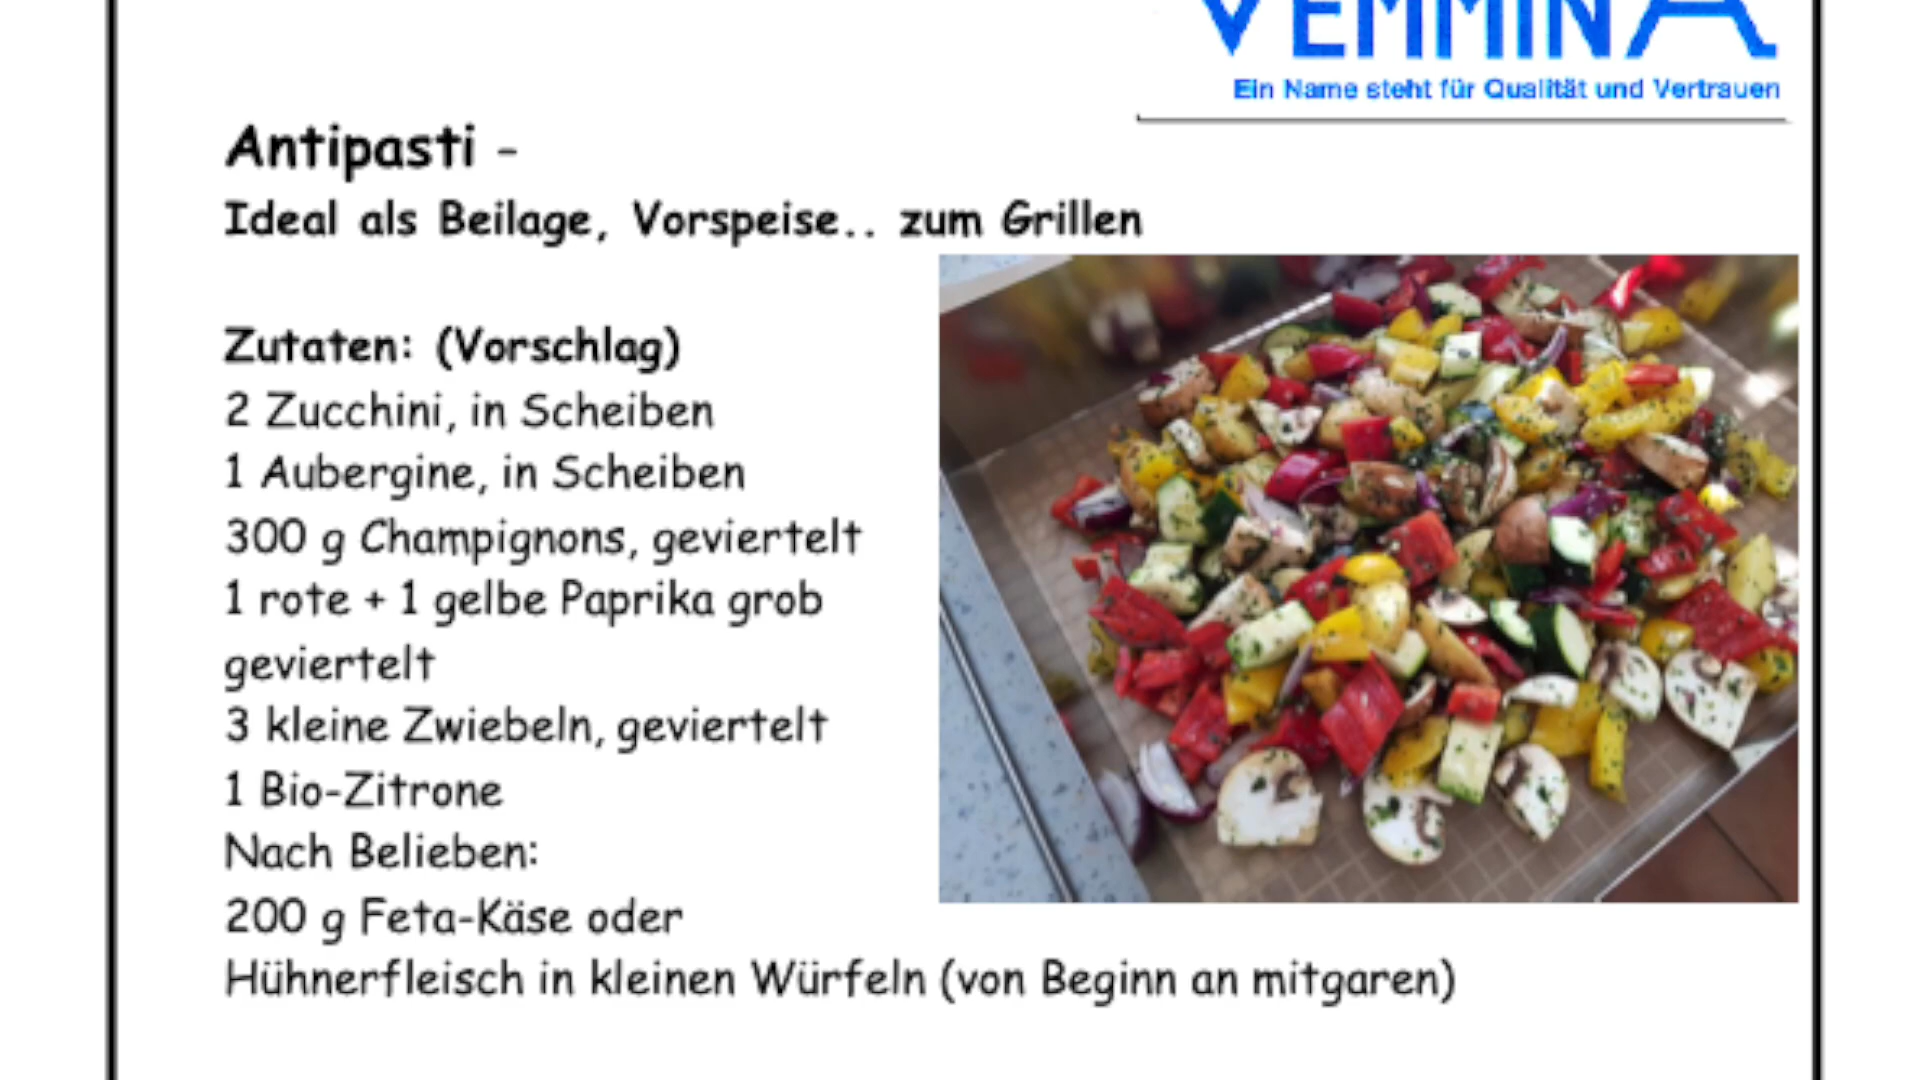 VEMMINA
Ein Name steht für Qualität und Vertrauen
Antipasti -
Ideal als Beilage, Vorspeise.. zum Grillen
Zutaten: (Vorschlag)
2 Zucchini, in Scheiben
1 Aubergine, in Scheiben
300 g Champignons, geviertelt
1 rote + 1 gelbe Paprika grob
geviertelt
3 kleine Zwiebeln, geviertelt
1 Bio-Zitrone
Nach Belieben:
200 g Feta-Käse oder
Hühnerfleisch in kleinen Würfeln (von Beginn an mitgaren)